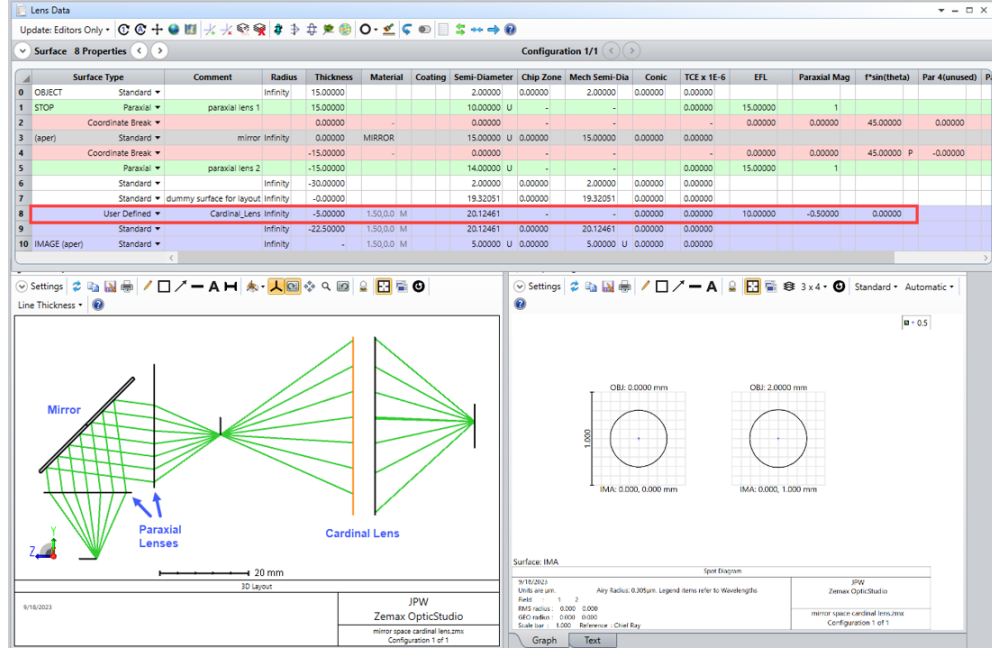 Lens Data
Update: Editors Only
Surface 8 Properties Configuration 1/1
Surface Type Comment Radius Thickness Material Coating Semi-Diameter Chip Zone Mech Semi-Dia Conic TCE x 1E-6 EFL Paraxial Mag f*sin(theta) Par 4(unused)
0 OBJECT Standard Infinity 15.00000 2.00000 0.00000 2.00000 0.00000 0.00000
1 STOP Paraxial paraxial lens 1 15.00000 10.00000 U - - 0.00000 15.00000 1
2 Coordinate Break 0.00000 - 0.00000 - - - 0.00000 0.00000 45.00000 0.00000
3 (aper) Standard mirror Infinity 0.00000 MIRROR 15.00000 U 0.00000 15.00000 0.00000 0.00000
4 Coordinate Break -15.00000 - 0.00000 - - - 0.00000 0.00000 45.00000 P -0.00000
5 Paraxial paraxial lens 2 -15.00000 14.00000 U - - 0.00000 15.00000 1
6 Standard Infinity -30.00000 2.00000 0.00000 2.00000 0.00000 0.00000
7 Standard dummy surface for layout Infinity -0.00000 19.32051 0.00000 19.32051 0.00000 0.00000
8 User Defined Cardinal_Lens Infinity -5.00000 1.50,0.0 M 20.12461 - - 0.00000 0.00000 10.00000 -0.50000 0.00000
9 Standard Infinity -22.50000 1.50,0.0 M 20.12461 0.00000 20.12461 0.00000 0.00000
10 IMAGE (aper) Standard Infinity - 1.50,0.0 M 5.00000 U 0.00000 5.00000 U 0.00000 0.00000
Settings
Line Thickness
Mirror
Paraxial
Lenses
Cardinal Lens
Y
Z
20 mm
3D Layout
9/18/2023
JPW
Zemax OpticStudio
mirror space cardinal lens.zmx
Configuration 1 of 1
Settings 3 x 4 Standard Automatic
0.5
OBJ: 0.0000 mm OBJ: 2.0000 mm
1.000
IMA: 0.000, 0.000 mm IMA: 0.000, 1.000 mm
Surface: IMA
Spot Diagram
9/18/2023
Units are µm. Airy Radius: 0.305µm. Legend items refer to Wavelengths
Field : 1 2
RMS radius : 0.000 0.000
GEO radius : 0.000 0.000
Scale bar : 1.000 Reference : Chief Ray
JPW
Zemax OpticStudio
mirror space cardinal lens.zmx
Configuration 1 of 1
Graph Text